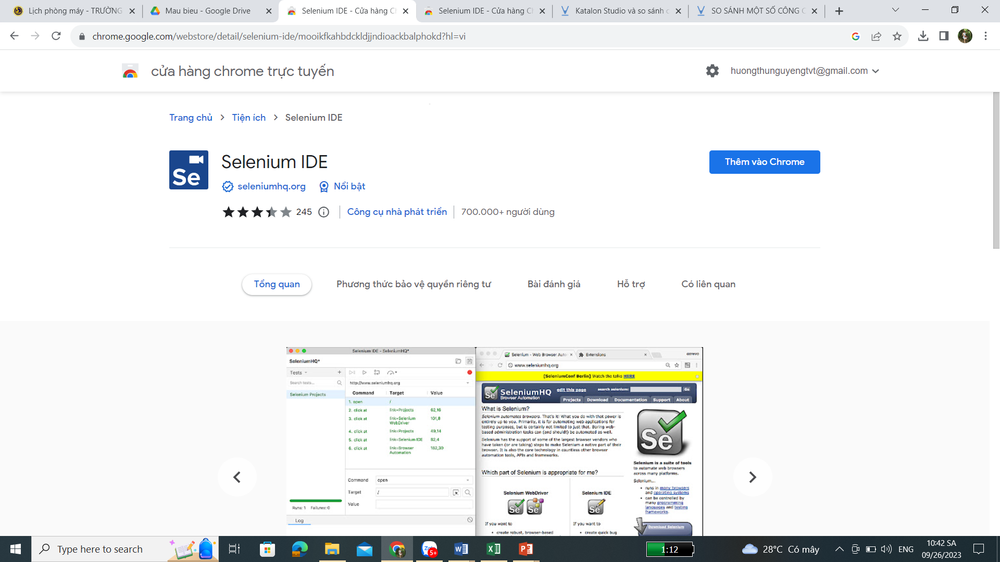 Lịch phòng máy - TRƯỜNG
Mau bieu - Google Drive
Selenium IDE - Cửa hàng Ch
Selenium IDE - Cửa hàng Ch
Katalon Studio và so sánh c
SO SÁNH MỘT SỐ CÔNG C
chrome.google.com/webstore/detail/selenium-ide/mooikfkahbdckldjjndioackbalphokd?hl=vi
cửa hàng chrome trực tuyến
huongthunguyengtvt@gmail.com
Trang chủ > Tiện ích > Selenium IDE
Se
Selenium IDE
Thêm vào Chrome
seleniumhq.org
Nổi bật
245
Công cụ nhà phát triển
700.000+ người dùng
Tổng quan
Phương thức bảo vệ quyền riêng tư
Bài đánh giá
Hỗ trợ
Có liên quan
Selenium IDE - SeleniumHQ*
SeleniumHQ*
Tests
Search tests...
Selenium Projects
http://www.seleniumhq.org
Command Target Value
1. open /
2. click at link=Projects 62,16
3. click at link=Selenium WebDriver 101,8
4. click at link=Projects 49,14
5. click at link=Selenium IDE 82,4
6. click at link=Browser Automation 182,30
Command open
Target /
Value
Runs: 1 Failures: 0
Log
Selenium - Web Browser Auto
Extensions
www.seleniumhq.org
[SeleniumConf Berlin] Watch the talks HERE
SeleniumHQ
Browser Automation
edit this page
search selenium:
Go
Projects Download Documentation Support About
What is Selenium?
Selenium automates browsers. That's it! What you do with that power is
entirely up to you. Primarily, it is for automating web applications for
testing purposes, but is certainly not limited to just that. Boring web-
based administration tasks can (and should!) be automated as well.
Selenium has the support of some of the largest browser vendors who
have taken (or are taking) steps to make Selenium a native part of their
browser. It is also the core technology in countless other browser
automation tools, APIs and frameworks.
Which part of Selenium is appropriate for me?
Selenium WebDriver
Selenium IDE
If you want to
• create robust, browser-based
If you want to
• create quick bug
Se
Selenium is a suite of tools
to automate web browsers
across many platforms.
Selenium...
• runs in many browsers
and operating systems
• can be controlled by
many programming
languages and testing
frameworks.
Download Selenium
Type here to search
5+
1:12
28°C Có mây
ENG
10:42 SA
09/26/2023